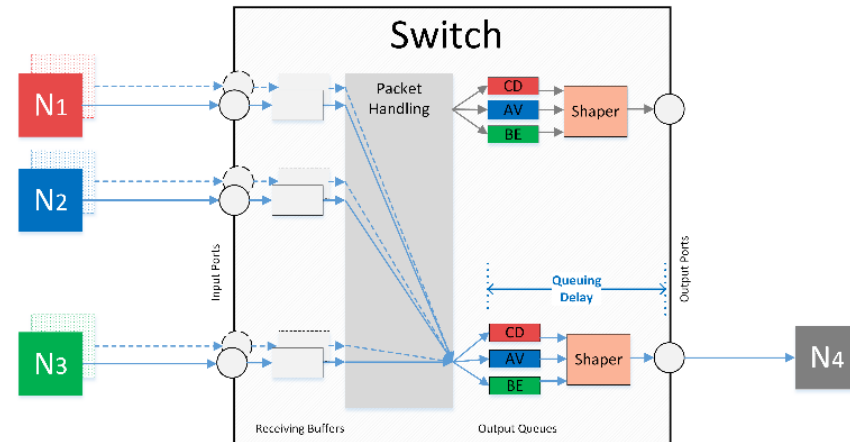 Switch
N1
N2
N3
Input Ports
Packet
Handling
CD
AV
BE
Shaper
Queuing
Delay
CD
AV
BE
Shaper
Output Ports
N4
Receiving Buffers
Output Queues